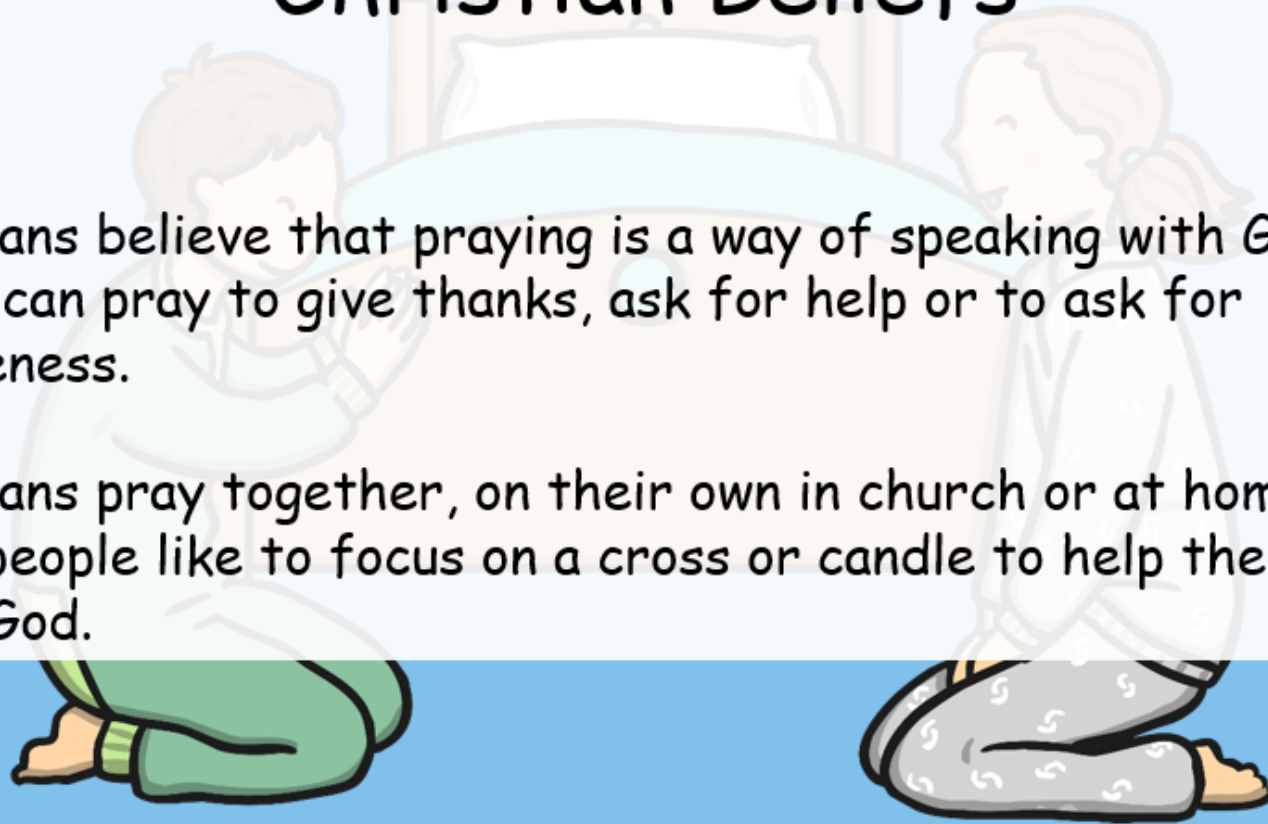 Christian Beliefs
ans believe that praying is a way of speaking with G
can pray to give thanks, ask for help or to ask for
eness.
ans pray together, on their own in church or at hom
people like to focus on a cross or candle to help the
God.